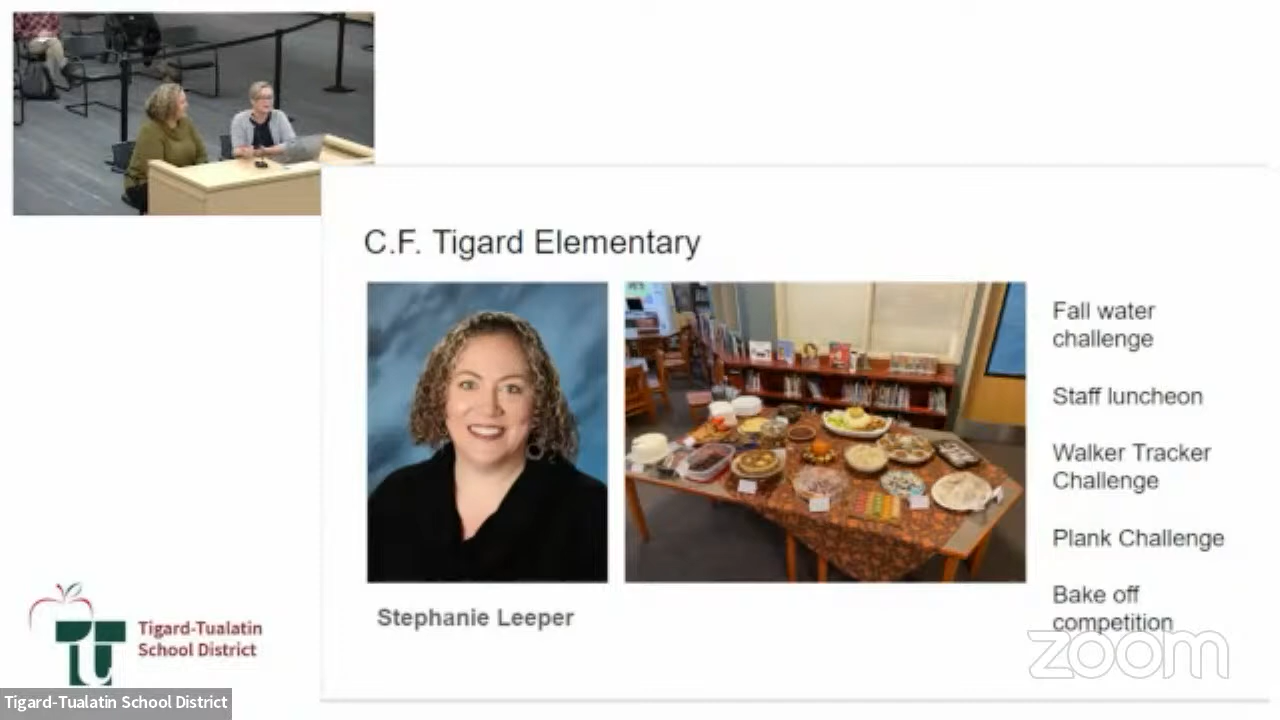 C.F. Tigard Elementary
Fall water
challenge
Staff luncheon
Walker Tracker
Challenge
Plank Challenge
Bake off
competition
Stephanie Leeper
zoom
Tigard-Tualatin
School District
Tigard-Tualatin School District